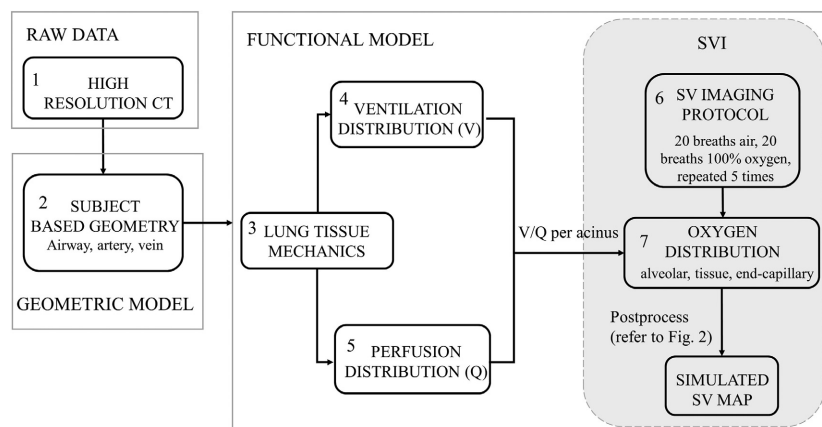 RAW DATA
1
HIGH
RESOLUTION CT
2
SUBJECT
BASED GEOMETRY
Airway, artery, vein
GEOMETRIC MODEL
FUNCTIONAL MODEL
3
LUNG TISSUE
MECHANICS
4
VENTILATION
DISTRIBUTION (V)
5
PERFUSION
DISTRIBUTION (Q)
V/Q per acinus
SVI
6
SV IMAGING
PROTOCOL
20 breaths air, 20
breaths 100% oxygen,
repeated 5 times
7
OXYGEN
DISTRIBUTION
alveolar, tissue, end-capillary
Postprocess
(refer to Fig. 2)
SIMULATED
SV MAP